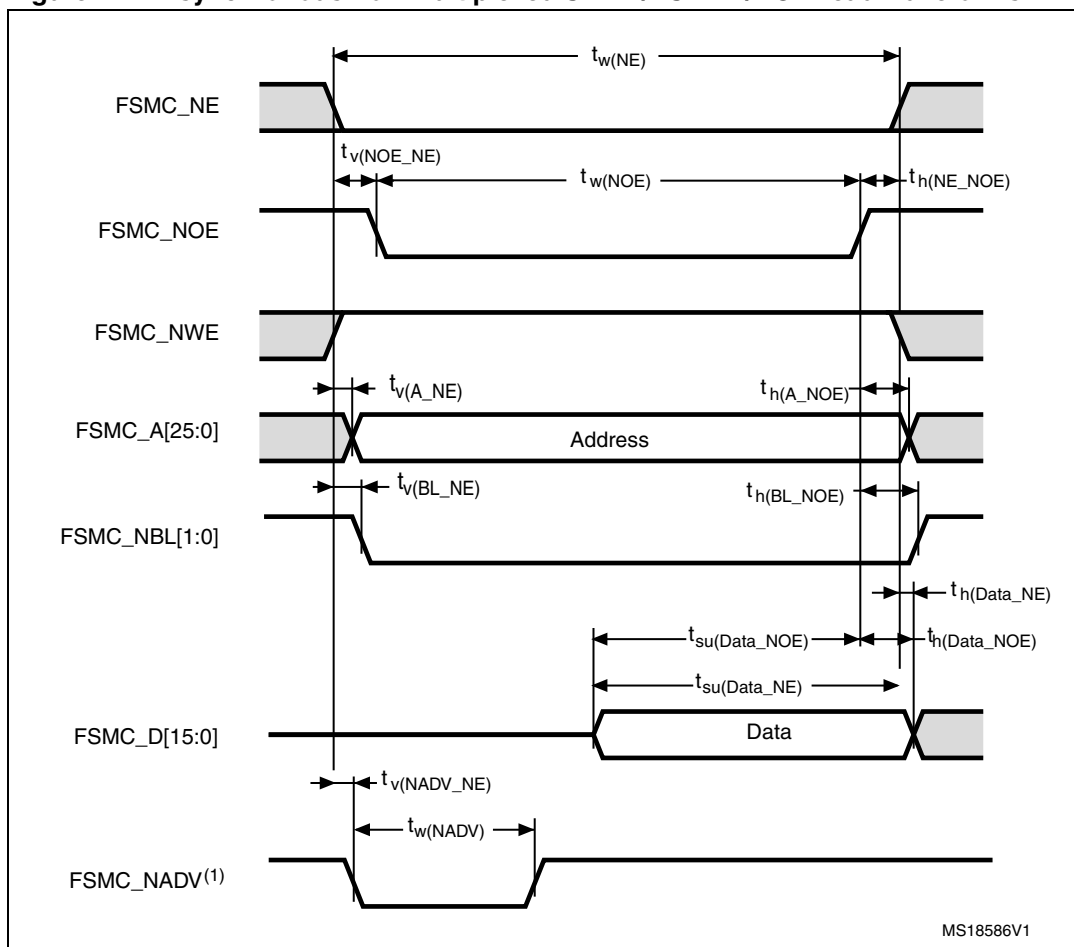 tw(NE)
FSMC_NE
tv(NOE_NE)
tw(NOE)
th(NE_NOE)
FSMC_NOE
FSMC_NWE
tv(A_NE)
th(A_NOE)
FSMC_A[25:0]
Address
tv(BL_NE)
th(BL_NOE)
FSMC_NBL[1:0]
th(Data_NE)
tsu(Data_NOE)
th(Data_NOE)
tsu(Data_NE)
FSMC_D[15:0]
Data
tv(NADV_NE)
tw(NADV)
FSMC_NADV(1)
MS18586V1